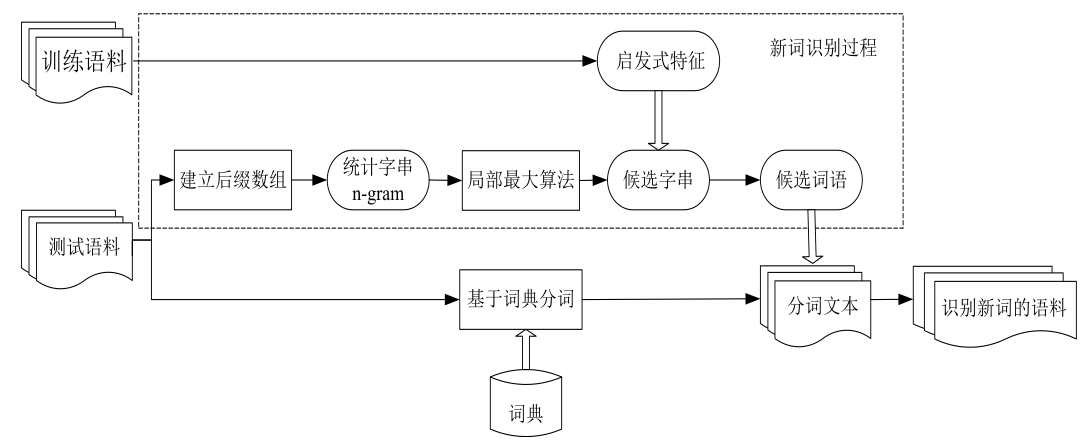 训练语料
启发式特征
新词识别过程
建立后缀数组
统计字串
n-gram
局部最大算法
候选字串
候选词语
测试语料
基于词典分词
分词文本
识别新词的语料
词典